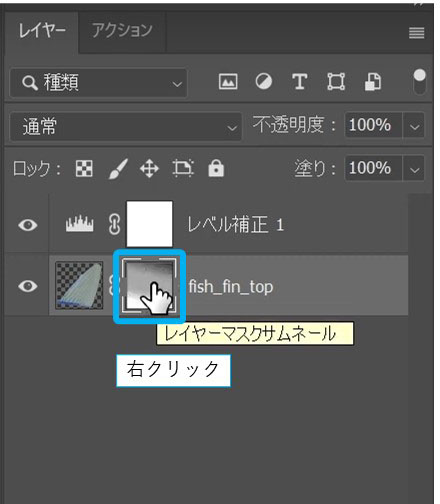 レイヤー アクション
種類
通常 不透明度： 100%
ロック： 塗り： 100%
レベル補正 1
fish_fin_top
レイヤーマスクサムネール
右クリック